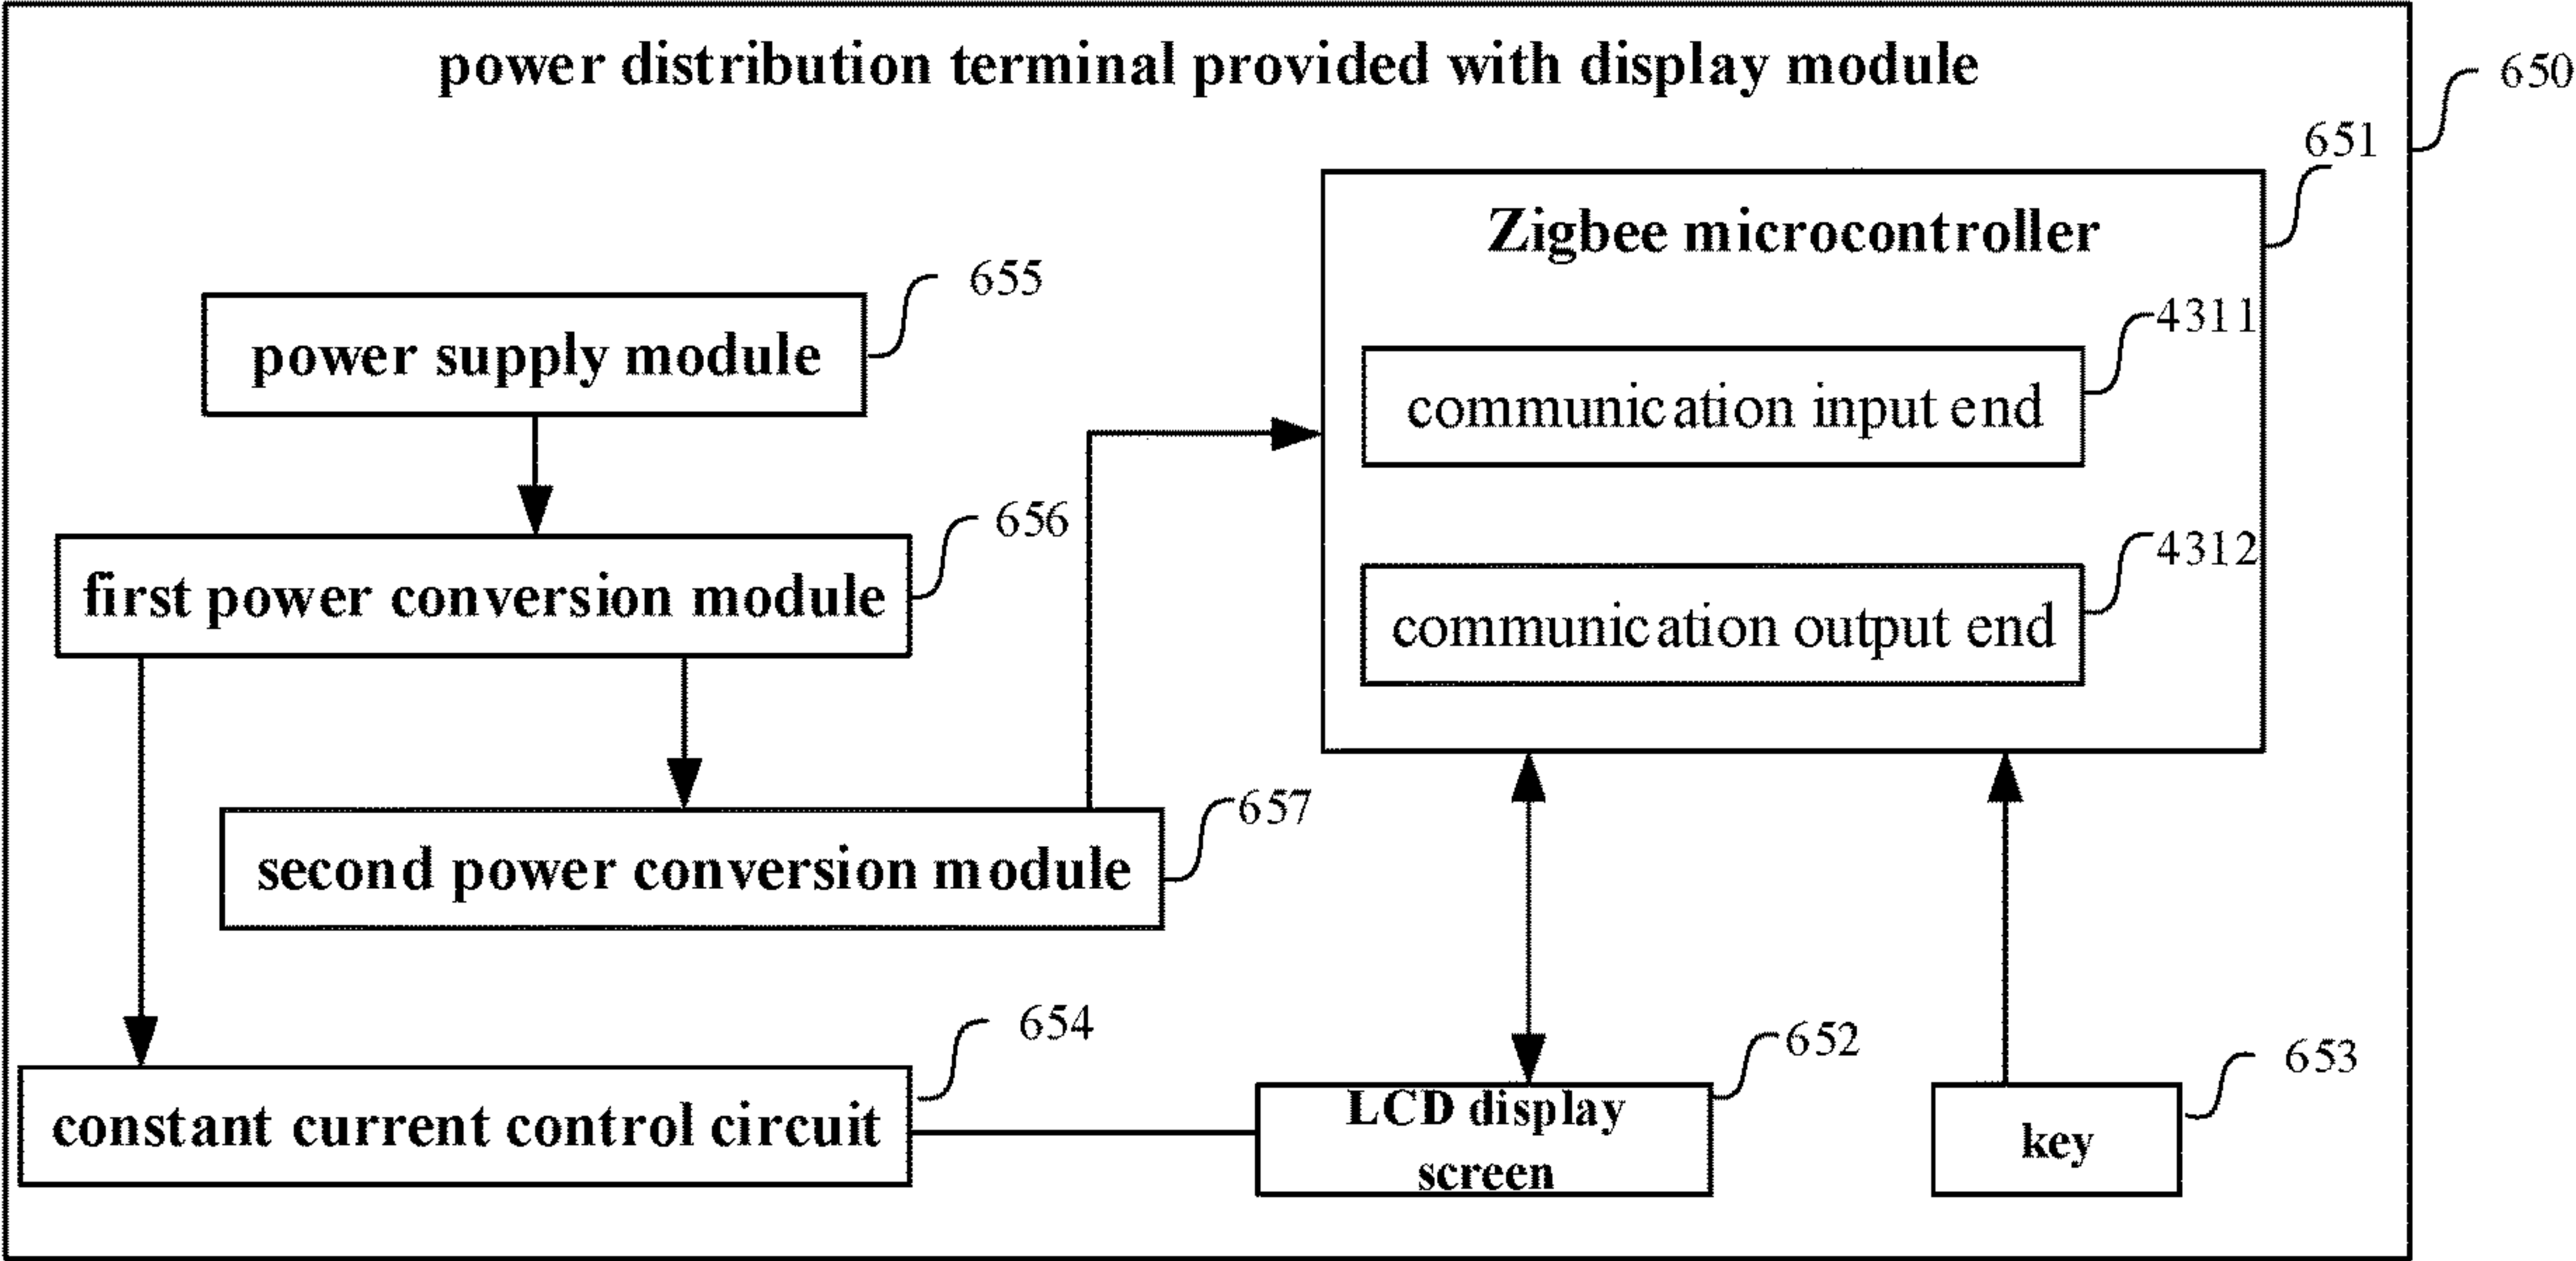 power distribution terminal provided with display module
650
651
Zigbee microcontroller
655
power supply module
4311
communication input end
656
first power conversion module
4312
communication output end
657
second power conversion module
654
constant current control circuit
652
LCD display
screen
653
key